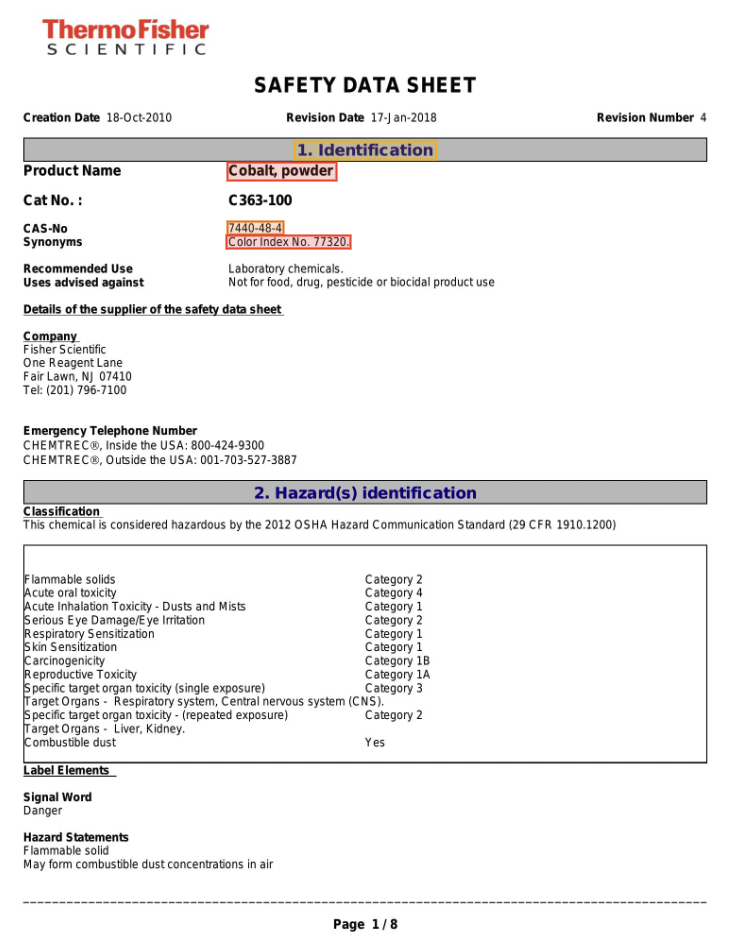 ThermoFisher
SCIENTIFIC
SAFETY DATA SHEET
Creation Date 18-Oct-2010 Revision Date 17-Jan-2018 Revision Number 4
1. Identification
Product Name Cobalt, powder
Cat No. : C363-100
CAS-No 7440-48-4
Synonyms Color Index No. 77320.
Recommended Use Laboratory chemicals.
Uses advised against Not for food, drug, pesticide or biocidal product use
Details of the supplier of the safety data sheet
Company
Fisher Scientific
One Reagent Lane
Fair Lawn, NJ 07410
Tel: (201) 796-7100
Emergency Telephone Number
CHEMTREC®, Inside the USA: 800-424-9300
CHEMTREC®, Outside the USA: 001-703-527-3887
2. Hazard(s) identification
Classification
This chemical is considered hazardous by the 2012 OSHA Hazard Communication Standard (29 CFR 1910.1200)
Flammable solids Category 2
Acute oral toxicity Category 4
Acute Inhalation Toxicity - Dusts and Mists Category 1
Serious Eye Damage/Eye Irritation Category 2
Respiratory Sensitization Category 1
Skin Sensitization Category 1
Carcinogenicity Category 1B
Reproductive Toxicity Category 1A
Specific target organ toxicity (single exposure) Category 3
Target Organs - Respiratory system, Central nervous system (CNS).
Specific target organ toxicity - (repeated exposure) Category 2
Target Organs - Liver, Kidney.
Combustible dust Yes
Label Elements
Signal Word
Danger
Hazard Statements
Flammable solid
May form combustible dust concentrations in air
Page 1 / 8